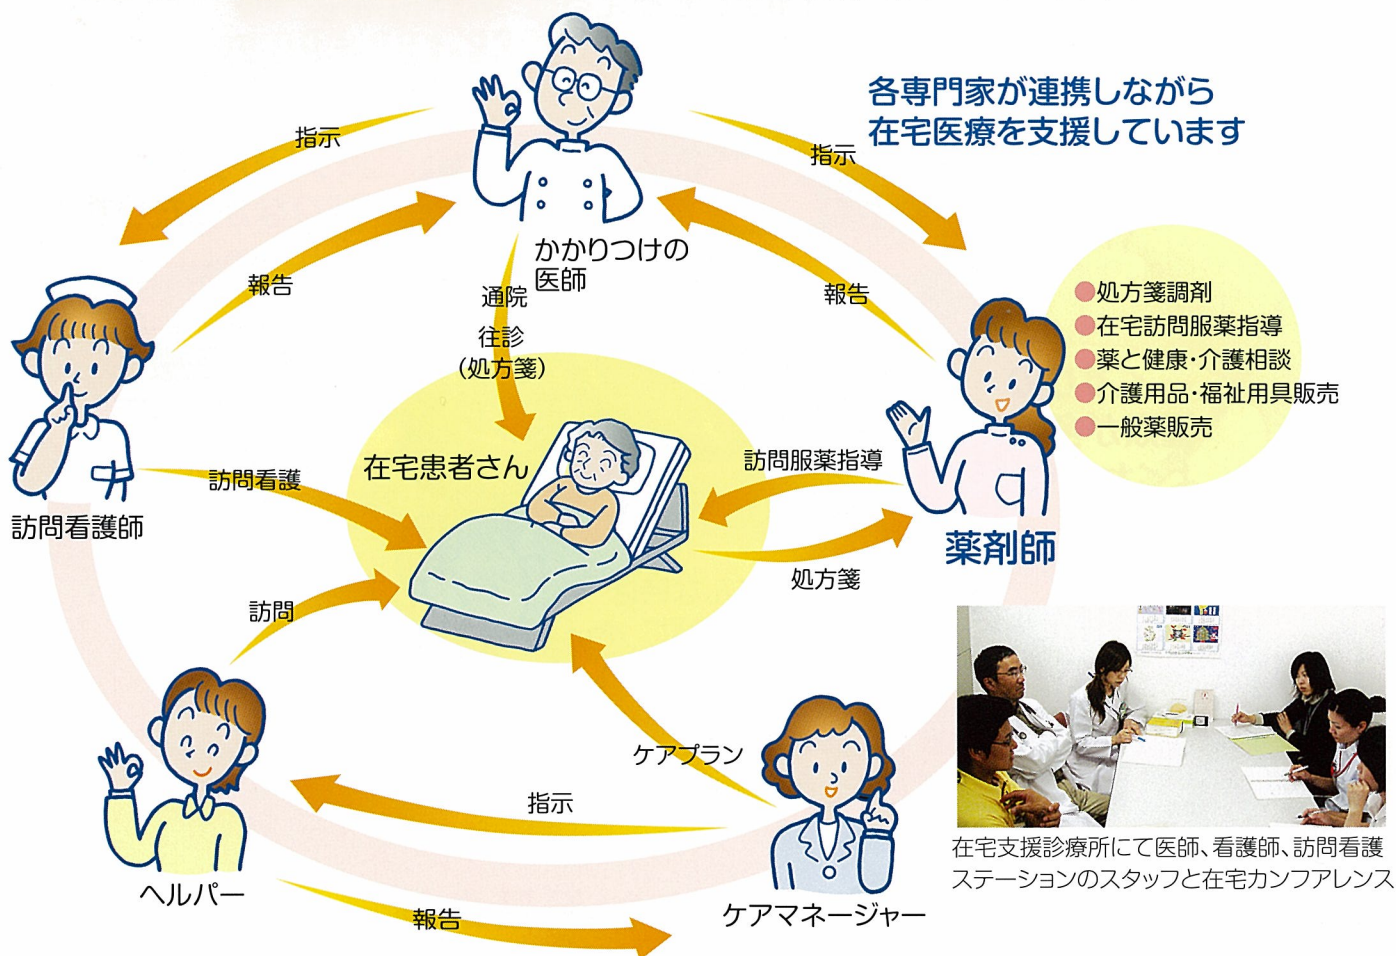 各専門家が連携しながら
在宅医療を支援しています
指示
指示
報告
報告
かかりつけの
医師
通院
往診
(処方箋)
●処方箋調剤
●在宅訪問服薬指導
●薬と健康・介護相談
●介護用品・福祉用具販売
●一般薬販売
在宅患者さん
訪問看護
訪問看護師
訪問服薬指導
薬剤師
処方箋
訪問
ケアプラン
指示
ヘルパー
報告
ケアマネージャー
在宅支援診療所にて医師、看護師、訪問看護
ステーションのスタッフと在宅カンフアレンス